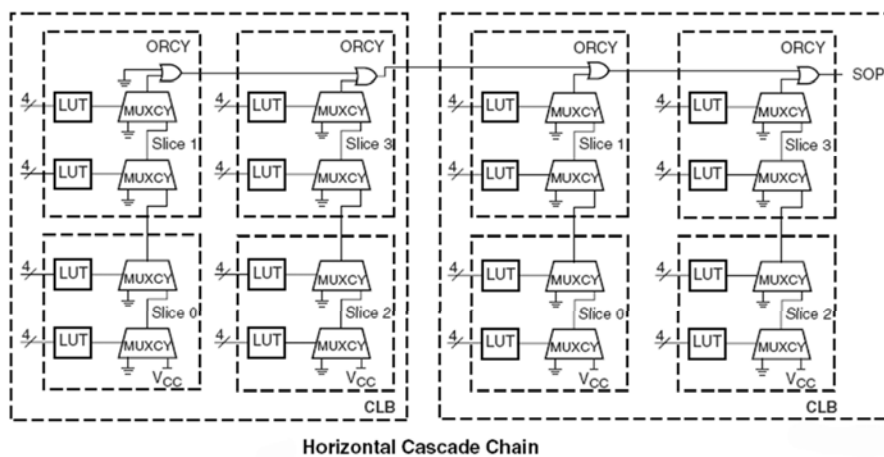 ORCY ORCY ORCY ORCY
SOP
4 LUT MUXCY 4 LUT MUXCY 4 LUT MUXCY 4 LUT MUXCY
Slice 1 Slice 3 Slice 1 Slice 3
4 LUT MUXCY 4 LUT MUXCY 4 LUT MUXCY 4 LUT MUXCY
4 LUT MUXCY 4 LUT MUXCY 4 LUT MUXCY 4 LUT MUXCY
Slice 0 Slice 2 Slice 0 Slice 2
4 LUT MUXCY 4 LUT MUXCY 4 LUT MUXCY 4 LUT MUXCY
VCC VCC VCC VCC
CLB CLB
Horizontal Cascade Chain